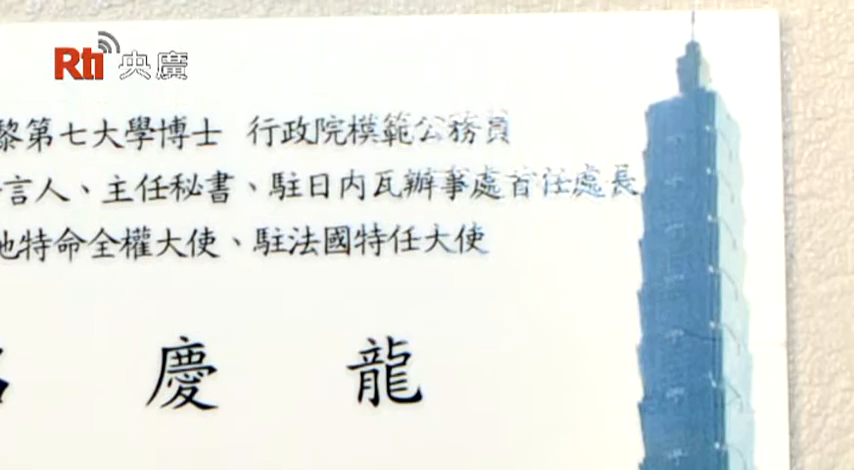 Rti 央廣
黎第七大學博士 行政院模範公務員
言人、主任秘書、駐日內瓦辦事處首任處長
地特命全權大使、駐法國特任大使
慶 龍